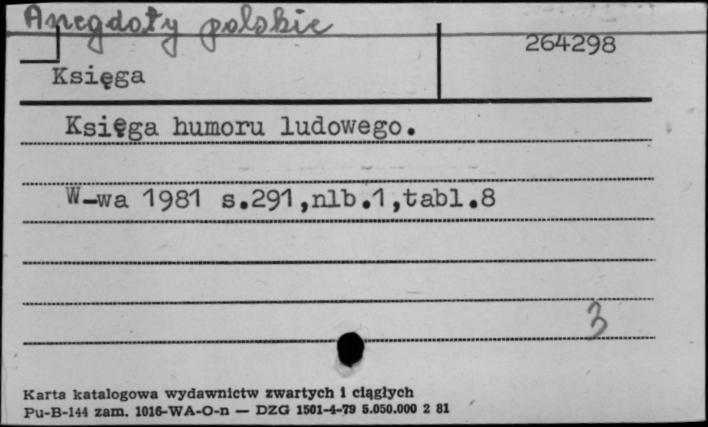 Anegdoty polskie
264298
Księga
Księga humoru ludowego.
W-wa 1981 s.291,nlb.1,tabl.8
3
Karta katalogowa wydawnictw zwartych i ciągłych
Pu-B-144 zam. 1016-WA-O-n — DZG 1501-4-79 5.050.000 2 81